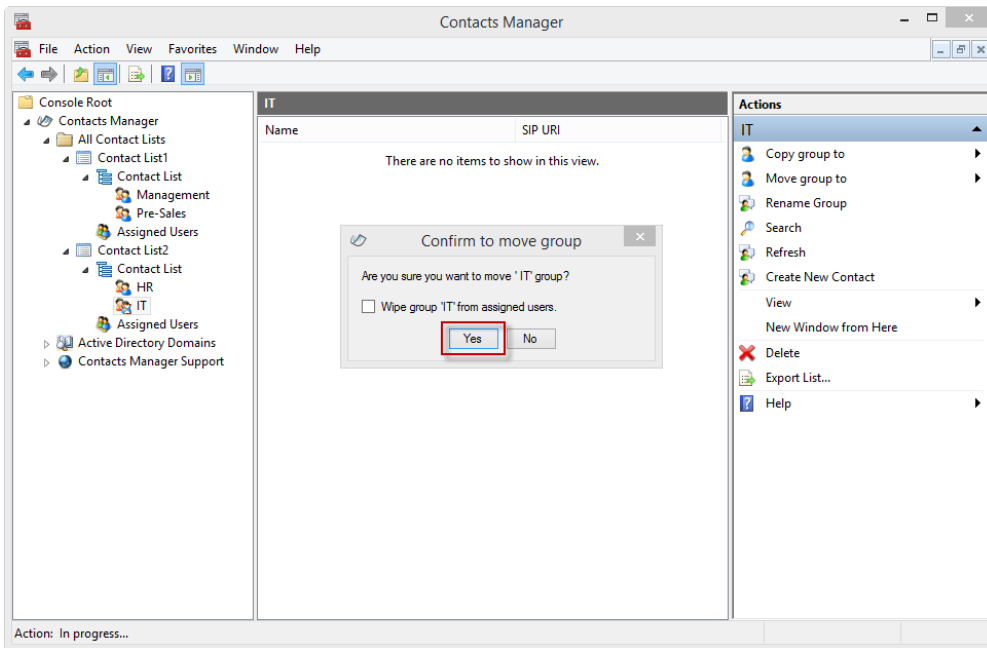 Contacts Manager
File Action View Favorites Window Help
Console Root
Contacts Manager
All Contact Lists
Contact List1
Contact List
Management
Pre-Sales
Assigned Users
Contact List2
Contact List
HR
IT
Assigned Users
Active Directory Domains
Contacts Manager Support
IT
Name SIP URI
There are no items to show in this view.
Confirm to move group
Are you sure you want to move ' IT' group?
Wipe group 'IT' from assigned users.
Yes No
Actions
IT
Copy group to
Move group to
Rename Group
Search
Refresh
Create New Contact
View
New Window from Here
Delete
Export List...
Help
Action: In progress...